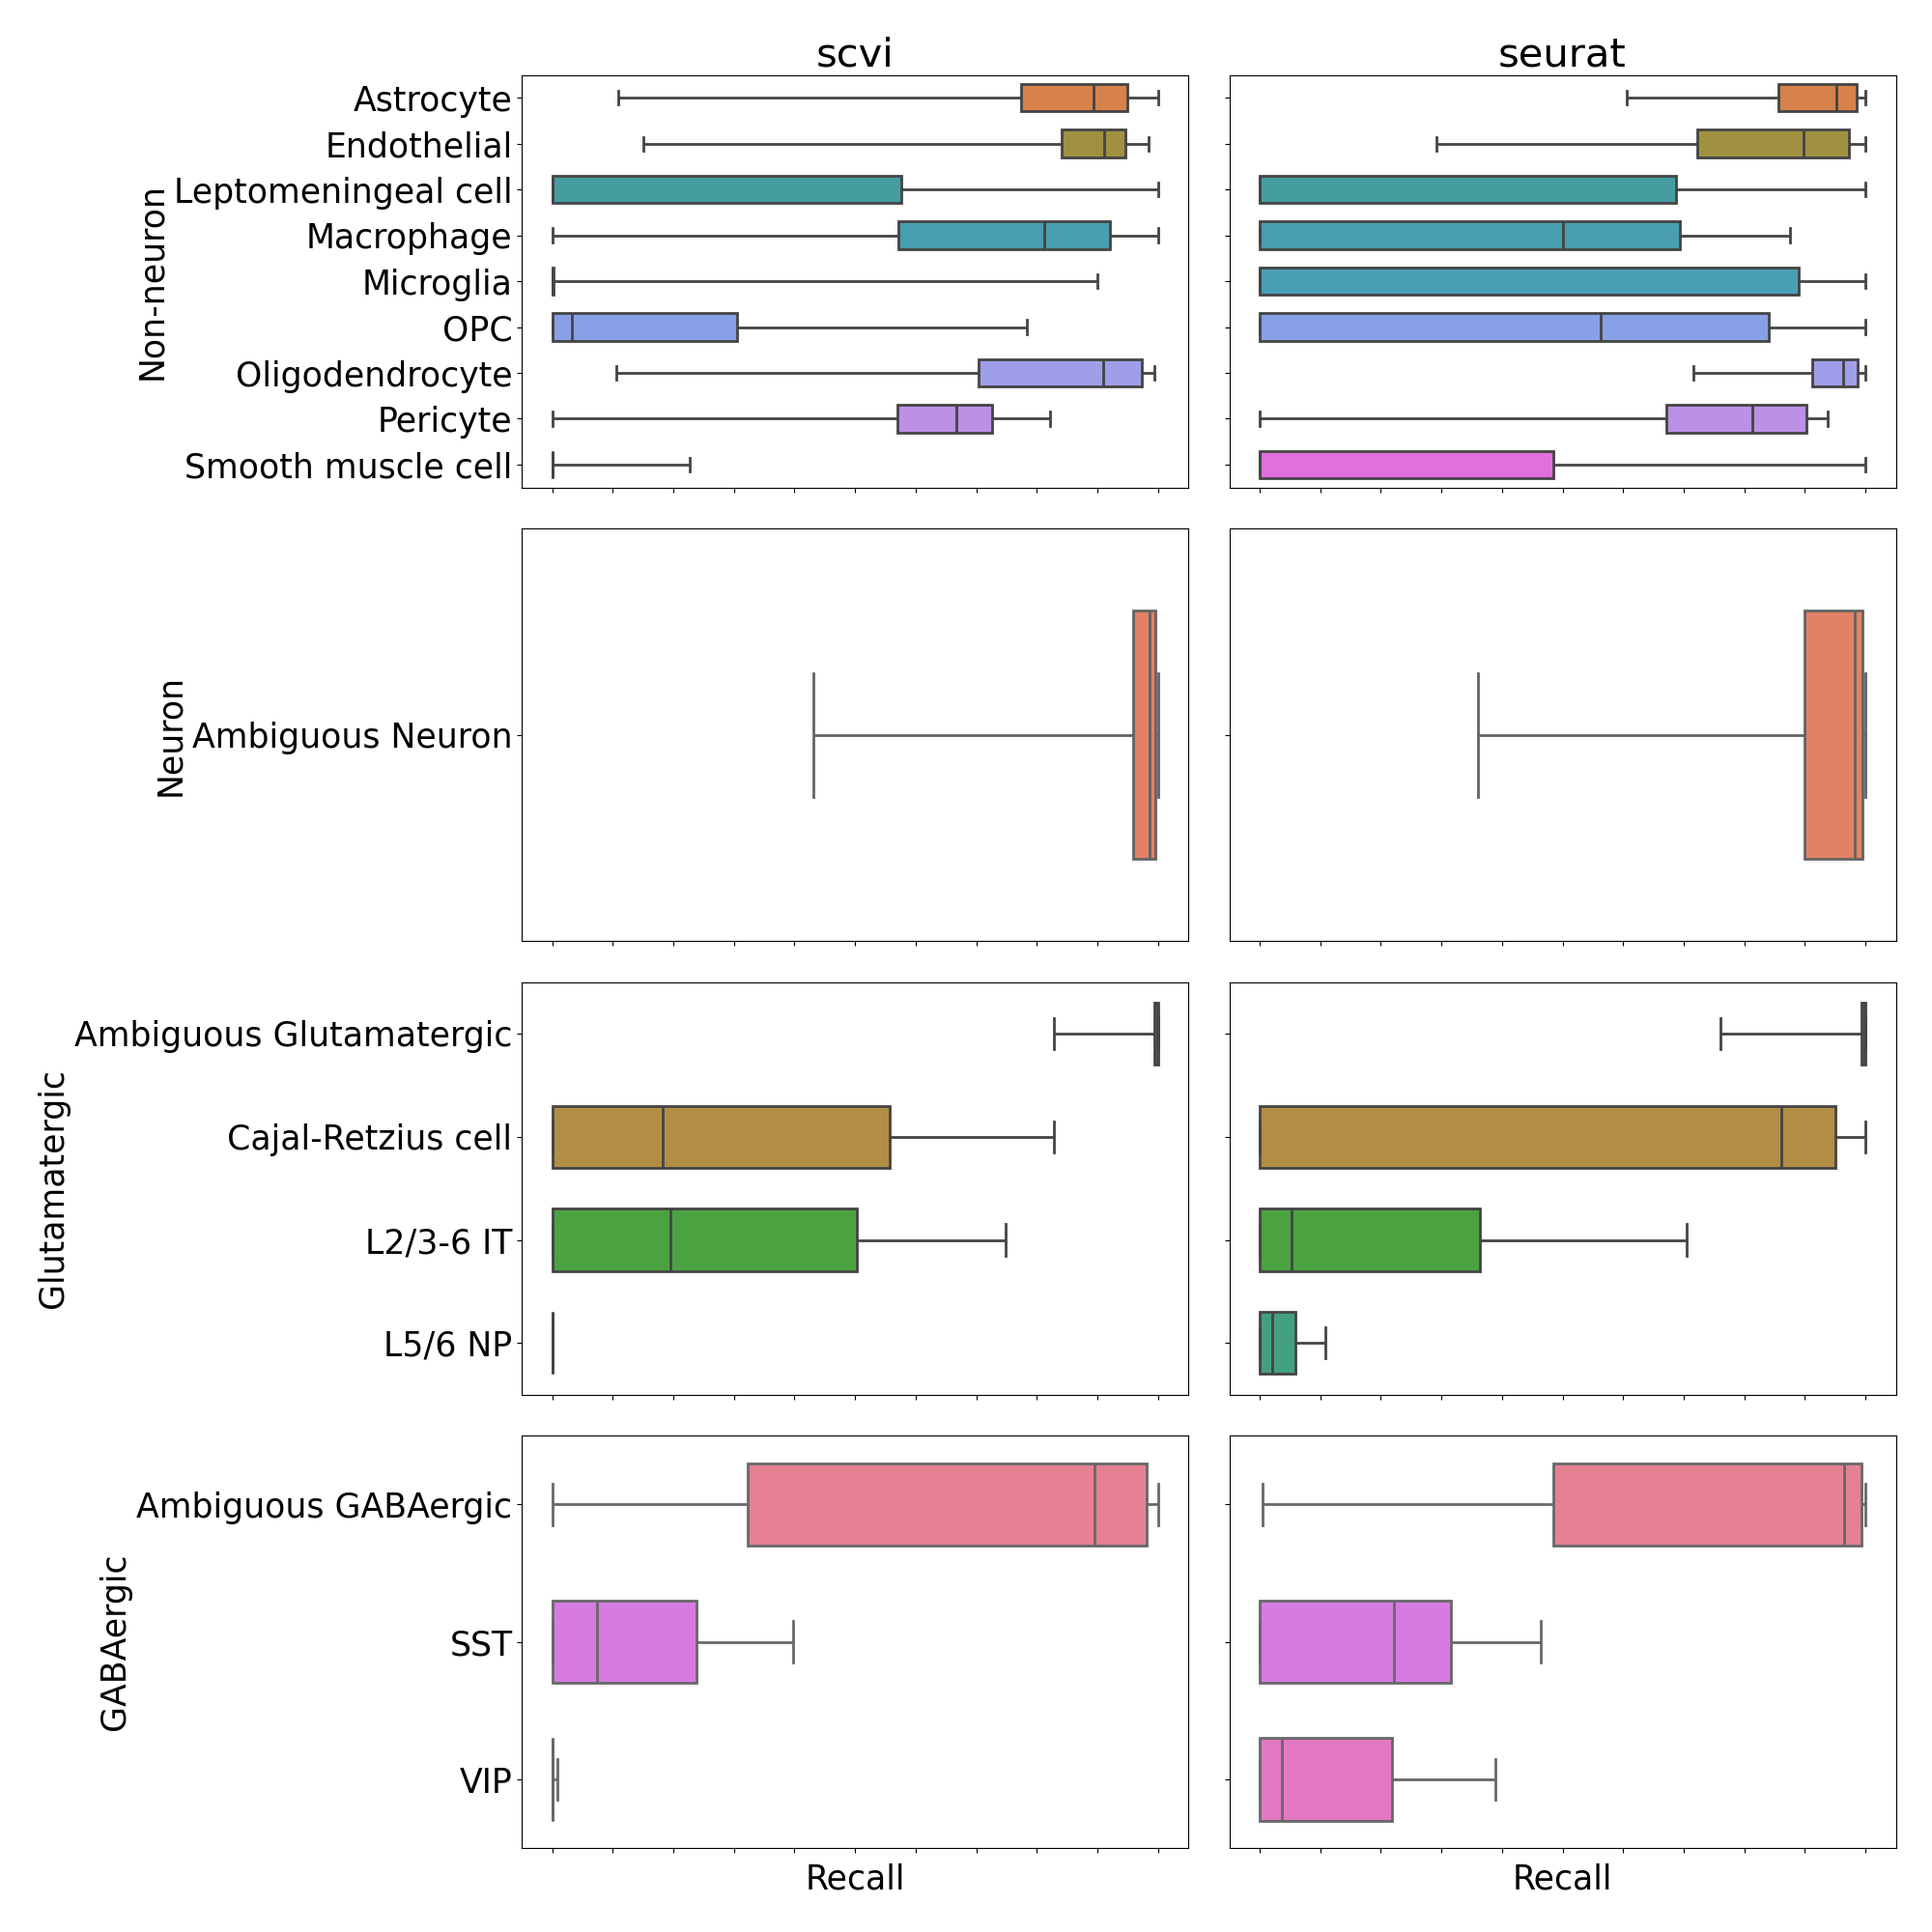 scvi
seurat
Non-neuron
Astrocyte
Endothelial
Leptomeningeal cell
Macrophage
Microglia
OPC
Oligodendrocyte
Pericyte
Smooth muscle cell
Neuron
Ambiguous Neuron
Glutamatergic
Ambiguous Glutamatergic
Cajal-Retzius cell
L2/3-6 IT
L5/6 NP
GABAergic
Ambiguous GABAergic
SST
VIP
Recall
Recall